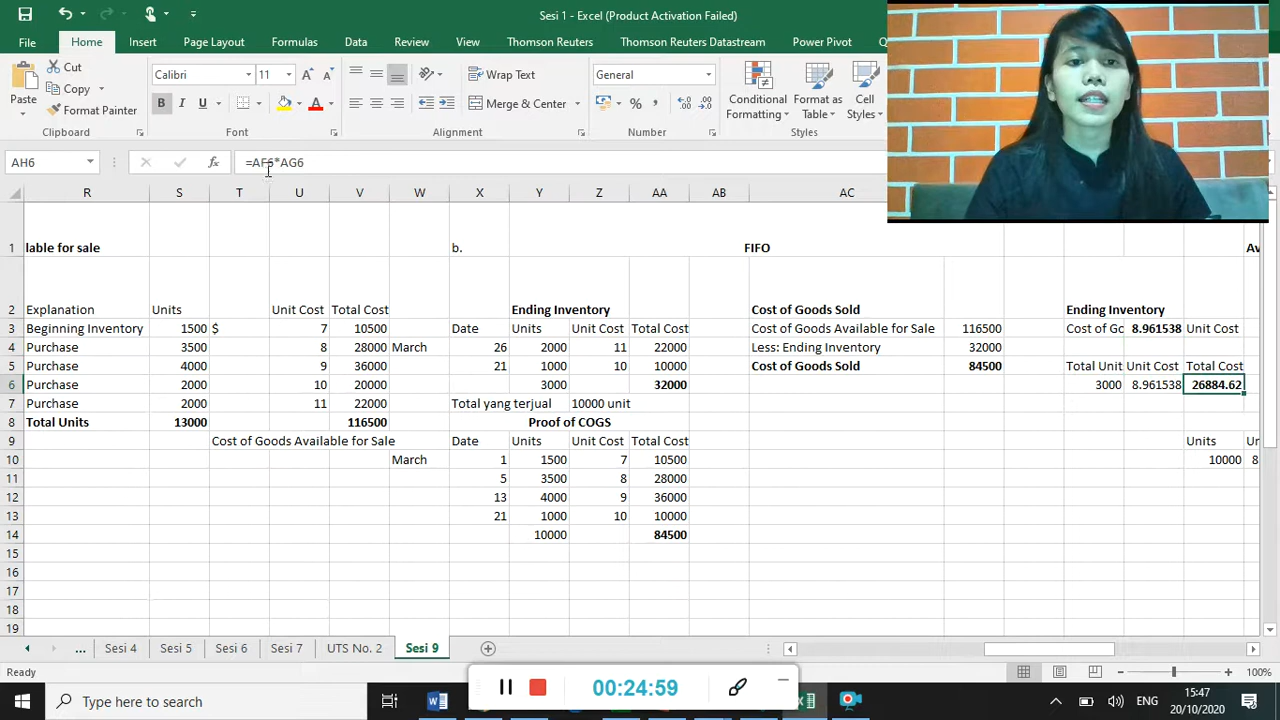 Sesi 1 - Excel (Product Activation Failed)
File Home Insert Page Layout Formulas Data Review View Thomson Reuters Thomson Reuters Datastream Power Pivot
Cut
Copy
Format Painter
Paste
Clipboard
Calibri 11
B I U
Font
Wrap Text
Merge & Center
Alignment
General
Number
Conditional Formatting
Format as Table
Cell Styles
Styles
AH6 =AF6*AG6
R S T U V W X Y Z AA AB AC
1 lable for sale b. FIFO Av
2 Explanation Units Unit Cost Total Cost Ending Inventory Cost of Goods Sold Ending Inventory
3 Beginning Inventory 1500 $ 7 10500 Date Units Unit Cost Total Cost Cost of Goods Available for Sale 116500 Cost of Gc 8.961538 Unit Cost
4 Purchase 3500 8 28000 March 26 2000 11 22000 Less: Ending Inventory 32000
5 Purchase 4000 9 36000 21 1000 10 10000 Cost of Goods Sold 84500 Total Unit Unit Cost Total Cost
6 Purchase 2000 10 20000 3000 32000 3000 8.961538 26884.62
7 Purchase 2000 11 22000 Total yang terjual 10000 unit
8 Total Units 13000 116500 Proof of COGS
9 Cost of Goods Available for Sale Date Units Unit Cost Total Cost Units
10 March 1 1500 7 10500 10000 8
11 5 3500 8 28000
12 13 4000 9 36000
13 21 1000 10 10000
14 10000 84500
15
16
17
18
19
... Sesi 4 Sesi 5 Sesi 6 Sesi 7 UTS No. 2 Sesi 9
Ready 100%
00:24:59
Type here to search
ENG
15:47
20/10/2020